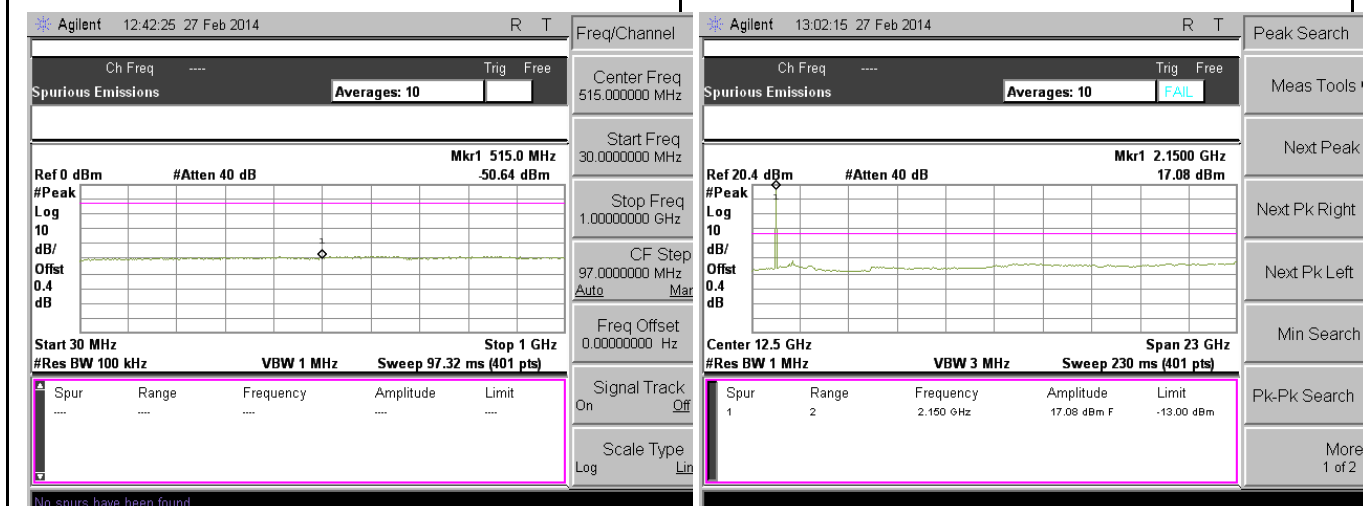 Agilent 12:42:25 27 Feb 2014 R T
Freq/Channel
Ch Freq ---- Trig Free
Spurious Emissions Averages: 10
Center Freq
515.000000 MHz
Start Freq
30.0000000 MHz
Mkr1 515.0 MHz
Ref 0 dBm #Atten 40 dB -50.64 dBm
#Peak
Log
10
dB/
Offst
0.4
dB
1
Stop Freq
1.00000000 GHz
CF Step
97.0000000 MHz
Auto Man
Freq Offset
0.00000000 Hz
Start 30 MHz Stop 1 GHz
#Res BW 100 kHz VBW 1 MHz Sweep 97.32 ms (401 pts)
Spur Range Frequency Amplitude Limit
---- ---- ---- ---- ----
Signal Track
On Off
Scale Type
Log Lin
No spurs have been found
Agilent 13:02:15 27 Feb 2014 R T
Peak Search
Ch Freq ---- Trig Free
Spurious Emissions Averages: 10 FAIL
Meas Tools
Next Peak
Mkr1 2.1500 GHz
Ref 20.4 dBm #Atten 40 dB 17.08 dBm
#Peak
Log
10
dB/
Offst
0.4
dB
1
Next Pk Right
Next Pk Left
Min Search
Center 12.5 GHz Span 23 GHz
#Res BW 1 MHz VBW 3 MHz Sweep 230 ms (401 pts)
Spur Range Frequency Amplitude Limit
1 2 2.150 GHz 17.08 dBm F -13.00 dBm
Pk-Pk Search
More
1 of 2